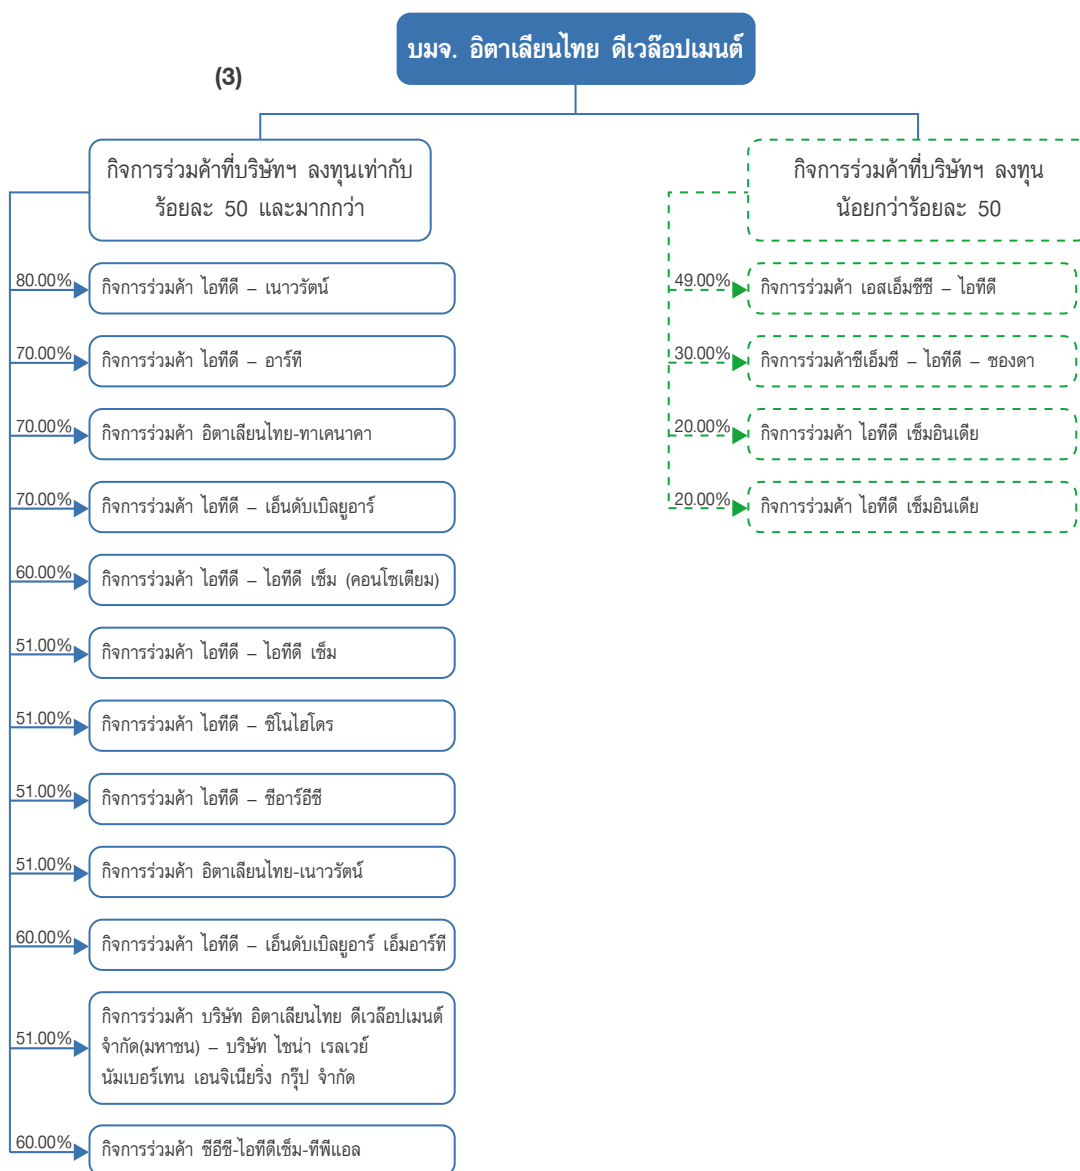 บมจ. อิตาเลียนไทย ดีเวล๊อปเมนต์
(3)
กิจการร่วมค้าที่บริษัทฯ ลงทุนเท่ากับ
ร้อยละ 50 และมากกว่า
80.00%
กิจการร่วมค้า ไอทีดี – เนาวรัตน์
70.00%
กิจการร่วมค้า ไอทีดี – อาร์ที
70.00%
กิจการร่วมค้า อิตาเลียนไทย-ทาเคนาคา
70.00%
กิจการร่วมค้า ไอทีดี – เอ็นดับเบิลยูอาร์
60.00%
กิจการร่วมค้า ไอทีดี – ไอทีดี เซ็ม (คอนโซเตียม)
51.00%
กิจการร่วมค้า ไอทีดี – ไอทีดี เซ็ม
51.00%
กิจการร่วมค้า ไอทีดี – ซิโนไฮโดร
51.00%
กิจการร่วมค้า ไอทีดี – ซีอาร์อีซี
51.00%
กิจการร่วมค้า อิตาเลียนไทย-เนาวรัตน์
60.00%
กิจการร่วมค้า ไอทีดี – เอ็นดับเบิลยูอาร์ เอ็มอาร์ที
51.00%
กิจการร่วมค้า บริษัท อิตาเลียนไทย ดีเวล๊อปเมนต์
จำกัด(มหาชน) – บริษัท ไชน่า เรลเวย์
นัมเบอร์เทน เอนจิเนียริ่ง กรุ๊ป จำกัด
60.00%
กิจการร่วมค้า ซีอีซี-ไอทีดีเซ็ม-ทีพีแอล
กิจการร่วมค้าที่บริษัทฯ ลงทุน
น้อยกว่าร้อยละ 50
49.00%
กิจการร่วมค้า เอสเอ็มซีซี – ไอทีดี
30.00%
กิจการร่วมค้าซีเอ็มซี – ไอทีดี – ซองดา
20.00%
กิจการร่วมค้า ไอทีดี เซ็มอินเดีย
20.00%
กิจการร่วมค้า ไอทีดี เซ็มอินเดีย